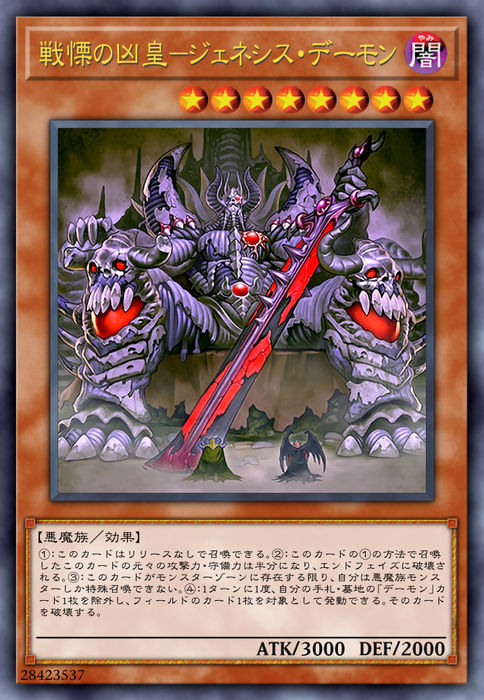 戦慄の凶皇－ジェネシス・デーモン
やみ
闇
[悪魔族／効果]
①:このカードはリリースなしで召喚できる。②:このカードの①の方法で召喚
したこのカードの元々の攻撃力・守備力は半分になり、エンドフェイズに破壊さ
れる。③:このカードがモンスターゾーンに存在する限り、自分は悪魔族モンス
ターしか特殊召喚できない。④:1ターンに1度、自分の手札・墓地の「デーモン」カ
ード1枚を除外し、フィールドのカード1枚を対象として発動できる。そのカード
を破壊する。
ATK/3000 DEF/2000
28423537